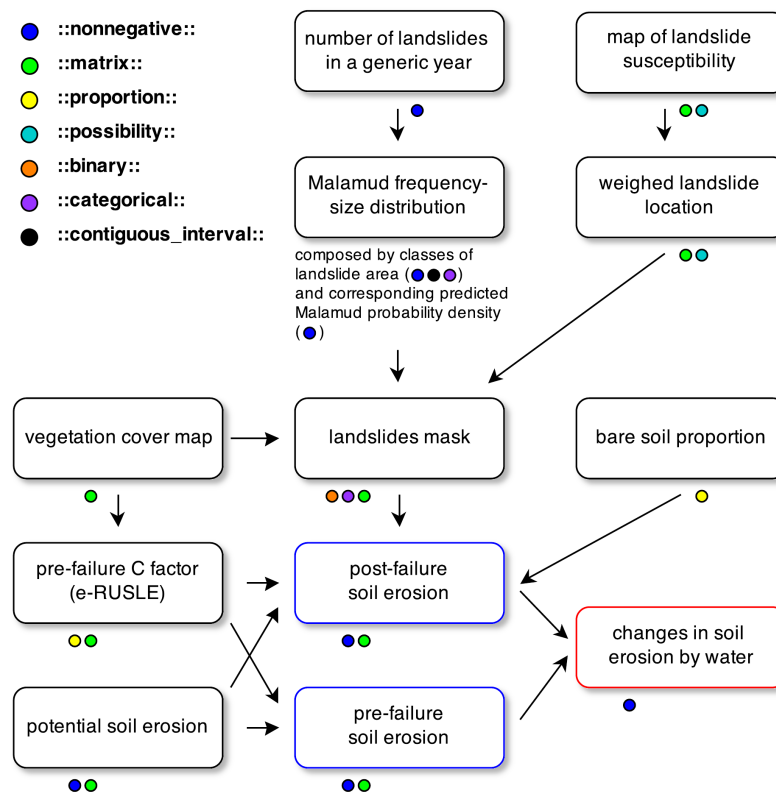 ::nonnegative::
::matrix::
::proportion::
::possibility::
::binary::
::categorical::
::contiguous_interval::
number of landslides
in a generic year
map of landslide
susceptibility
Malamud frequency-
size distribution
weighed landslide
location
composed by classes of
landslide area ( )
and corresponding predicted
Malamud probability density
( )
vegetation cover map
landslides mask
bare soil proportion
pre-failure C factor
(e-RUSLE)
post-failure
soil erosion
changes in soil
erosion by water
potential soil erosion
pre-failure
soil erosion